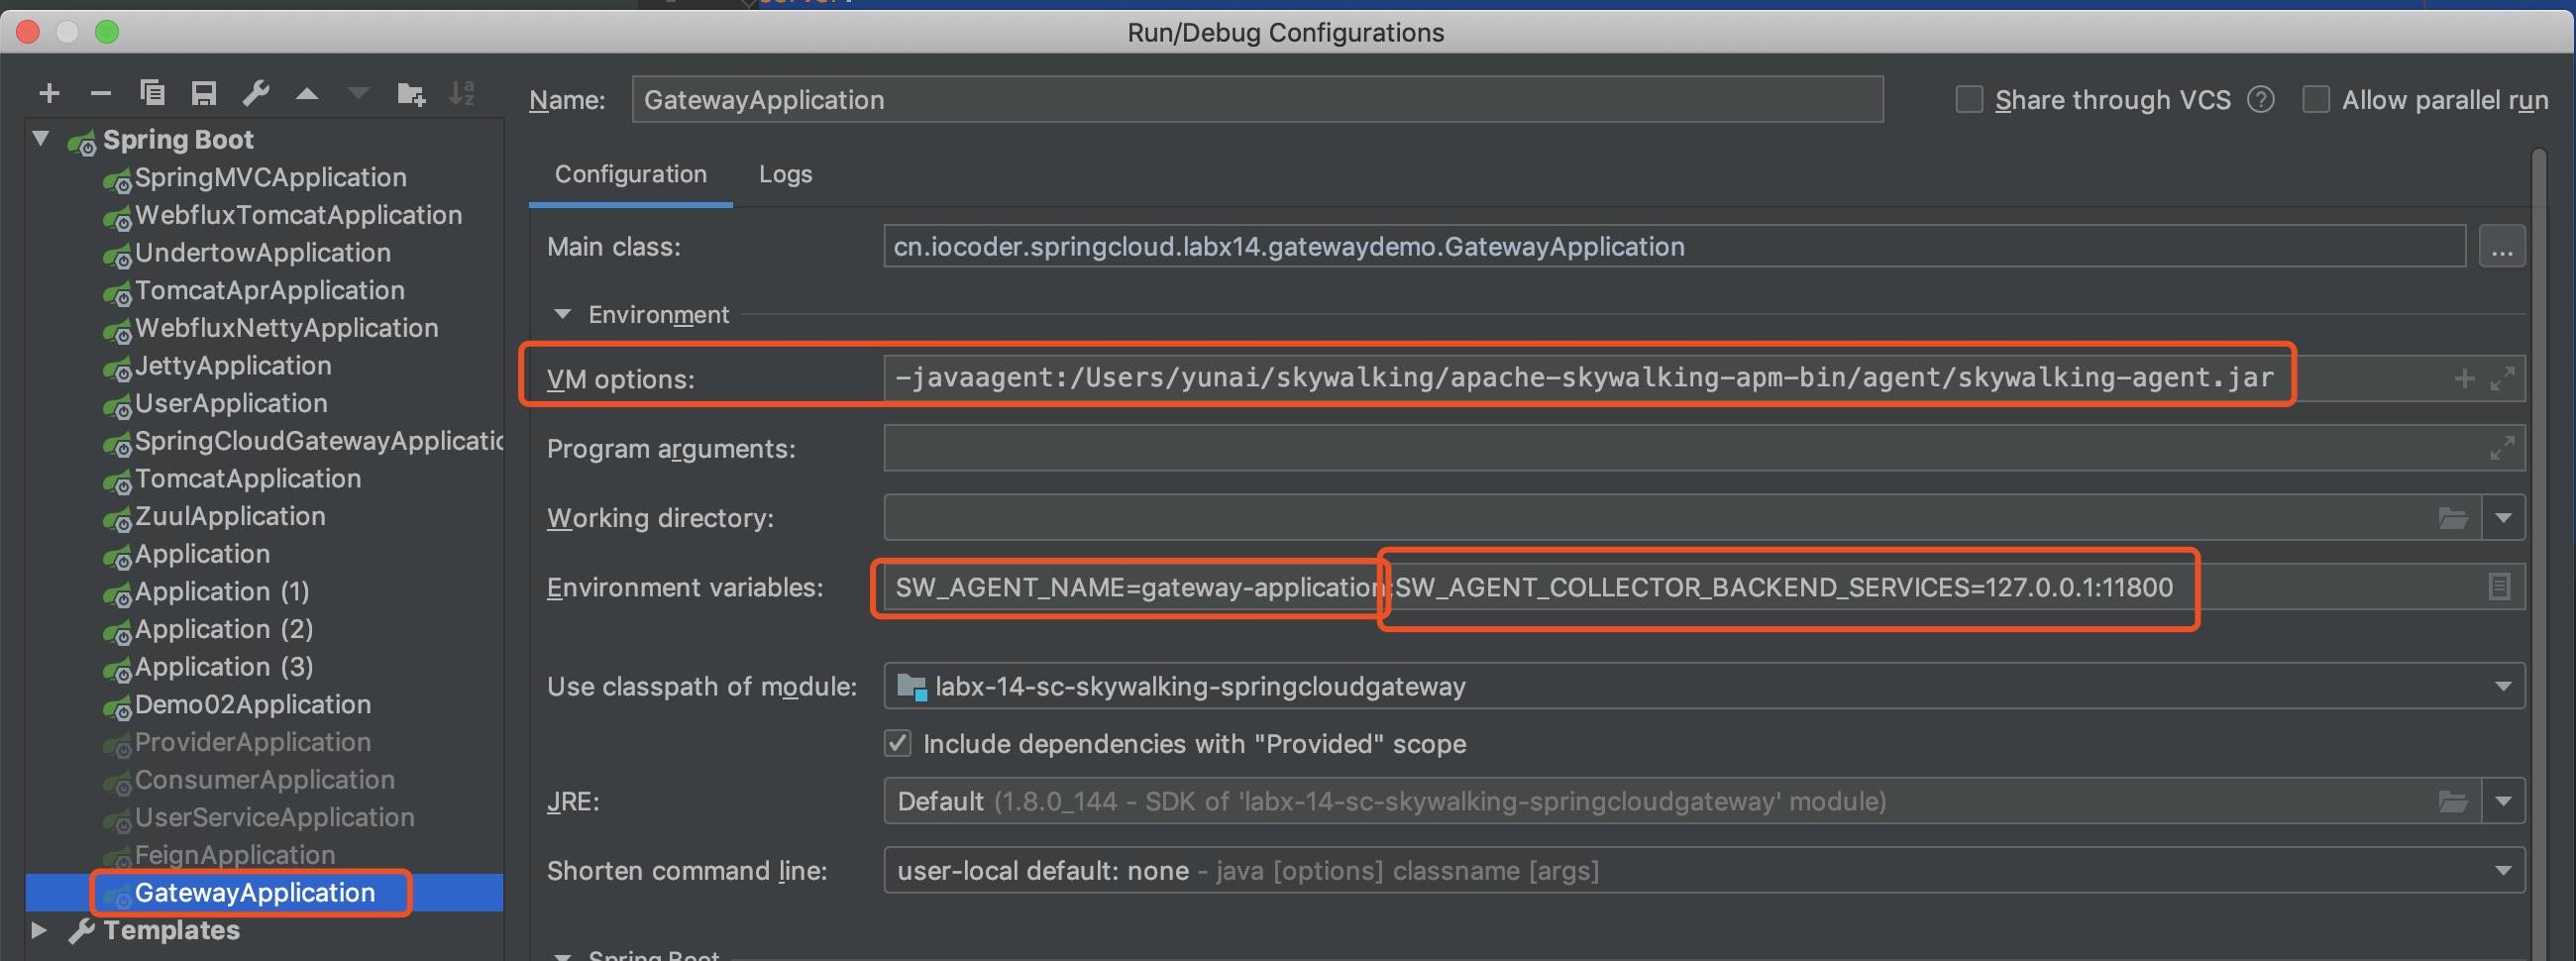 server:
Run/Debug Configurations
Name: GatewayApplication Share through VCS ? Allow parallel run
Spring Boot
SpringMVCApplication
WebfluxTomcatApplication
UndertowApplication
TomcatAprApplication
WebfluxNettyApplication
JettyApplication
UserApplication
SpringCloudGatewayApplicatio
TomcatApplication
ZuulApplication
Application
Application (1)
Application (2)
Application (3)
Demo02Application
ProviderApplication
ConsumerApplication
UserServiceApplication
FeignApplication
GatewayApplication
Templates
Configuration Logs
Main class: cn.iocoder.springcloud.labx14.gatewaydemo.GatewayApplication ...
Environment
VM options: -javaagent:/Users/yunai/skywalking/apache-skywalking-apm-bin/agent/skywalking-agent.jar
Program arguments:
Working directory:
Environment variables: SW_AGENT_NAME=gateway-application;SW_AGENT_COLLECTOR_BACKEND_SERVICES=127.0.0.1:11800
Use classpath of module: labx-14-sc-skywalking-springcloudgateway
Include dependencies with "Provided" scope
JRE: Default (1.8.0_144 - SDK of 'labx-14-sc-skywalking-springcloudgateway' module)
Shorten command line: user-local default: none - java [options] classname [args]
Spring Boot